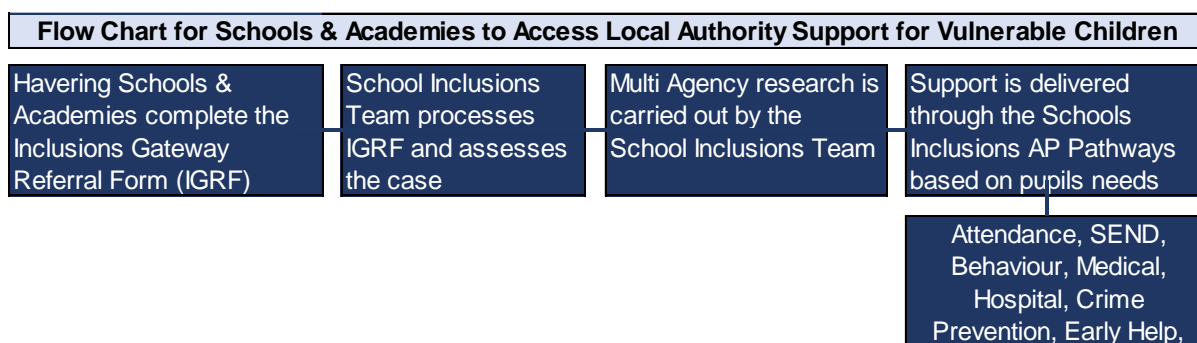 Flow Chart for Schools & Academies to Access Local Authority Support for Vulnerable Children
Havering Schools &
Academies complete the
Inclusions Gateway
Referral Form (IGRF)
School Inclusions
Team processes
IGRF and assesses
the case
Multi Agency research is
carried out by the
School Inclusions Team
Support is delivered
through the Schools
Inclusions AP Pathways
based on pupils needs
Attendance, SEND,
Behaviour, Medical,
Hospital, Crime
Prevention, Early Help,